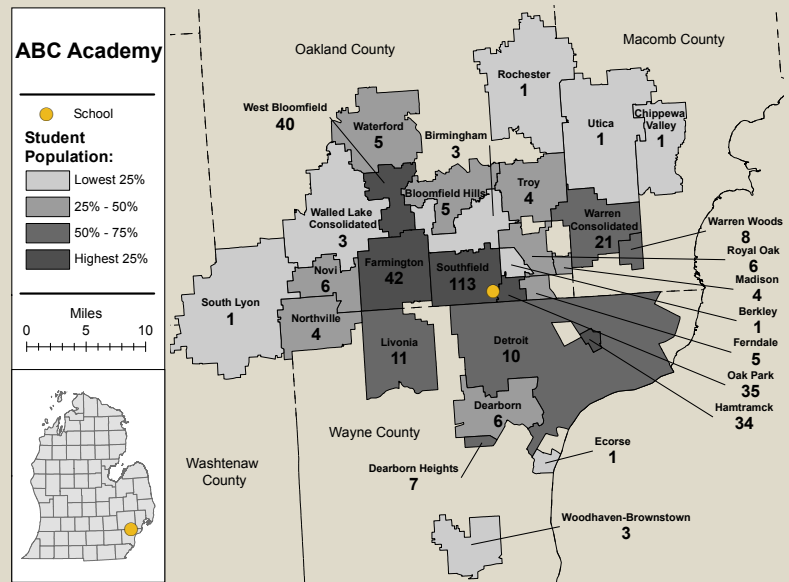 ABC Academy
School
Student
Population:
Lowest 25%
25% - 50%
50% - 75%
Highest 25%
Miles
0 5 10
Oakland County
Macomb County
Rochester
1
West Bloomfield
40
Waterford
5
Birmingham
3
Utica
1
Chippewa
Valley
1
Bloomfield Hills
5
Troy
4
Walled Lake
Consolidated
3
Warren
Consolidated
21
Warren Woods
8
Royal Oak
6
Madison
4
Berkley
1
Ferndale
5
Oak Park
35
Hamtramck
34
Novi
6
Farmington
42
Southfield
113
South Lyon
1
Northville
4
Livonia
11
Detroit
10
Dearborn
6
Wayne County
Washtenaw
County
Dearborn Heights
7
Ecorse
1
Woodhaven-Brownstown
3